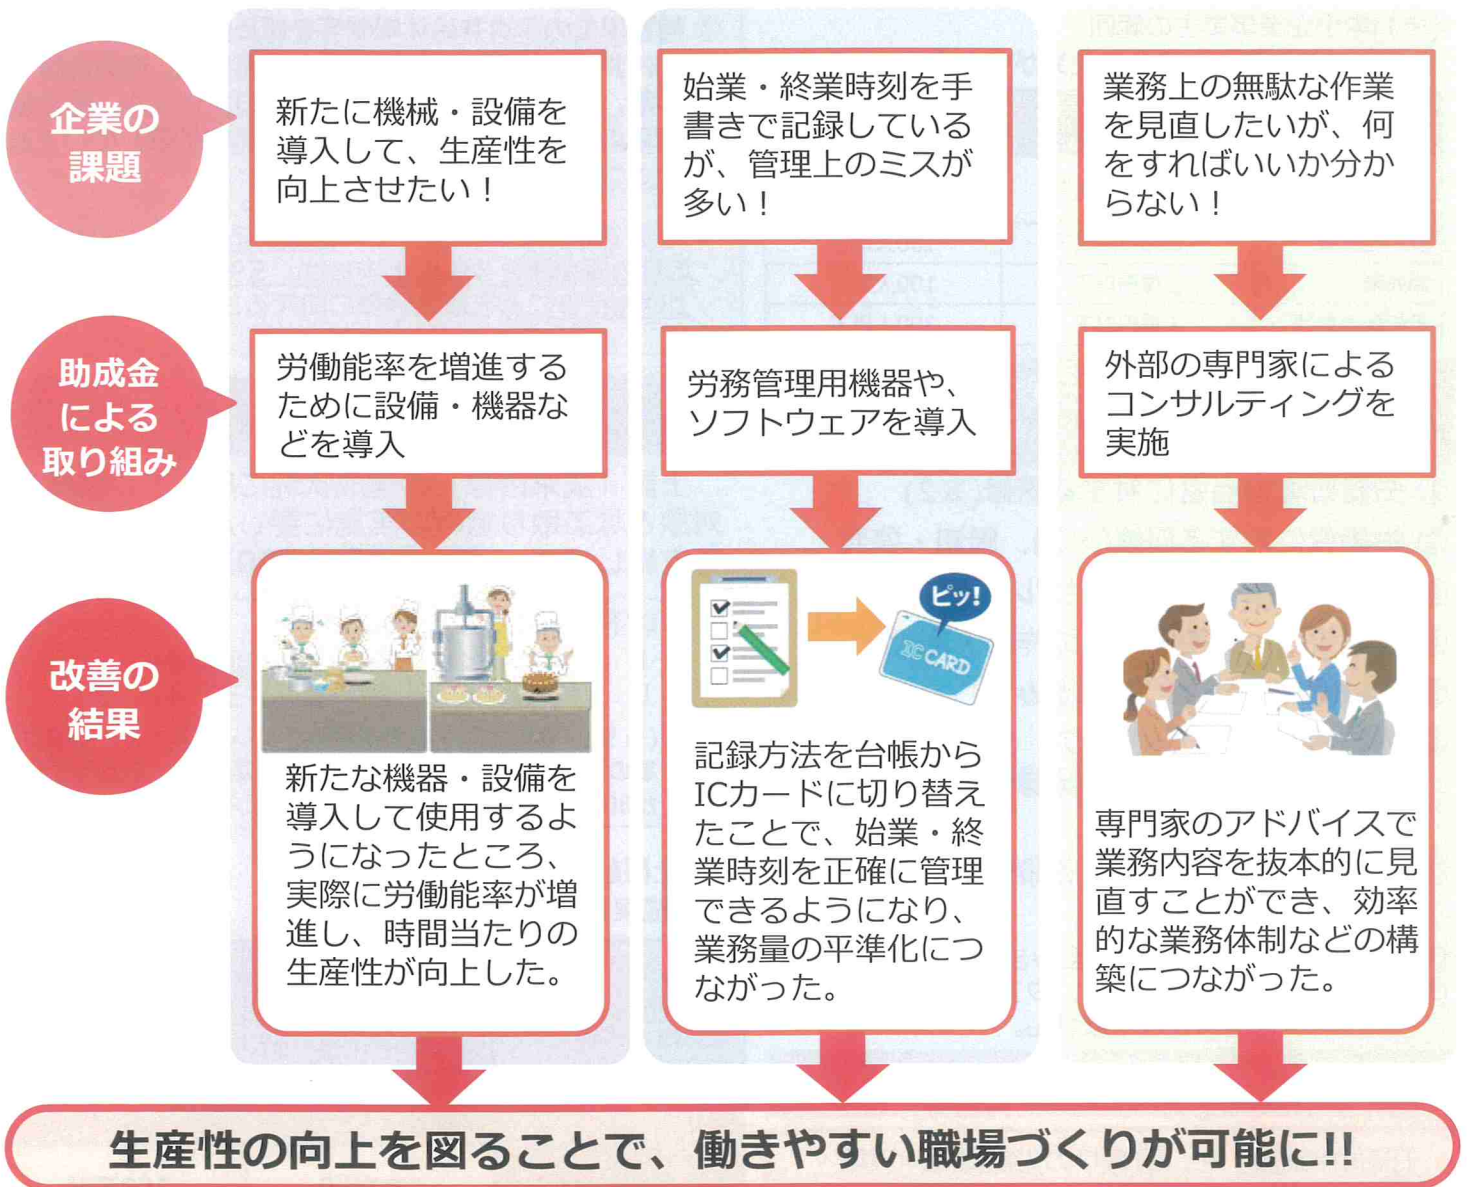 企業の
課題
新たに機械・設備を
導入して、生産性を
向上させたい！
始業・終業時刻を手
書きで記録している
が、管理上のミスが
多い！
業務上の無駄な作業
を見直したいが、何
をすればいいか分か
らない！
助成金
による
取り組み
労働能率を増進する
ために設備・機器な
どを導入
労務管理用機器や、
ソフトウェアを導入
外部の専門家による
コンサルティングを
実施
改善の
結果
新たな機器・設備を
導入して使用するよ
うになったところ、
実際に労働能率が増
進し、時間当たりの
生産性が向上した。
ピッ!
IC CARD
記録方法を台帳から
ICカードに切り替え
たことで、始業・終
業時刻を正確に管理
できるようになり、
業務量の平準化につ
ながった。
専門家のアドバイスで
業務内容を抜本的に見
直すことができ、効率
的な業務体制などの構
築につながった。
生産性の向上を図ることで、働きやすい職場づくりが可能に!!